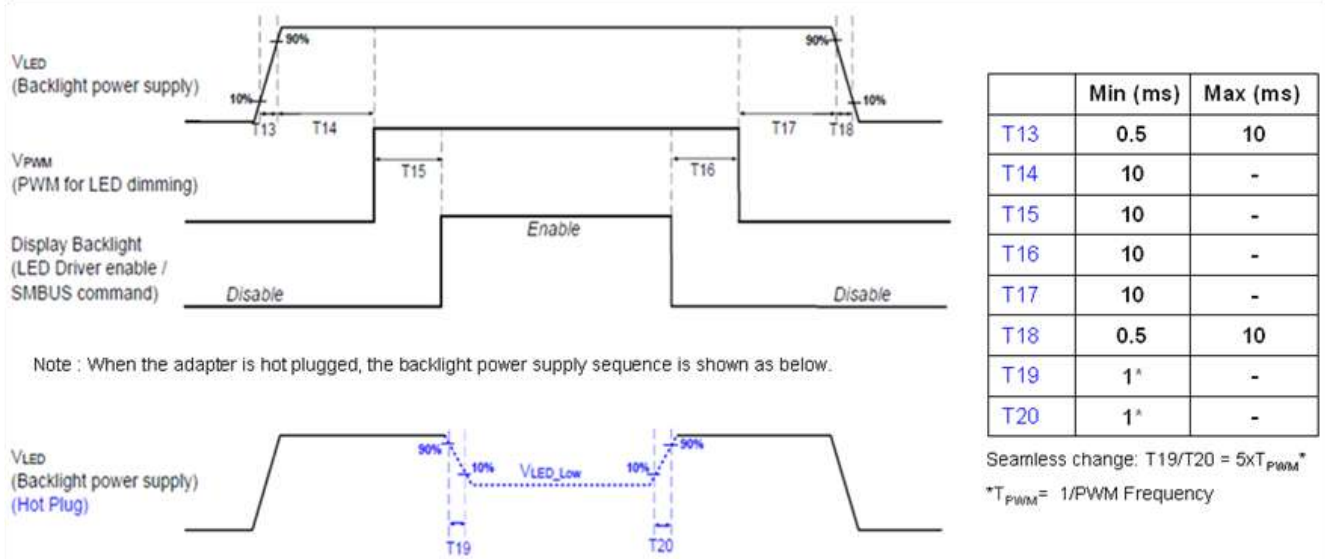 90%
90%
VLED
(Backlight power supply)
10%
10%
T13
T14
T17
T18
VPWM
(PWM for LED dimming)
T15
T16
Enable
Display Backlight
(LED Driver enable /
SMBUS command)
Disable
Disable
Note : When the adapter is hot plugged, the backlight power supply sequence is shown as below.
90%
90%
10%
VLED_Low
10%
VLED
(Backlight power supply)
(Hot Plug)
T19
T20
Min (ms) Max (ms)
T13 0.5 10
T14 10 -
T15 10 -
T16 10 -
T17 10 -
T18 0.5 10
T19 1* -
T20 1* -
Seamless change: T19/T20 = 5xTPWM*
*TPWM= 1/PWM Frequency